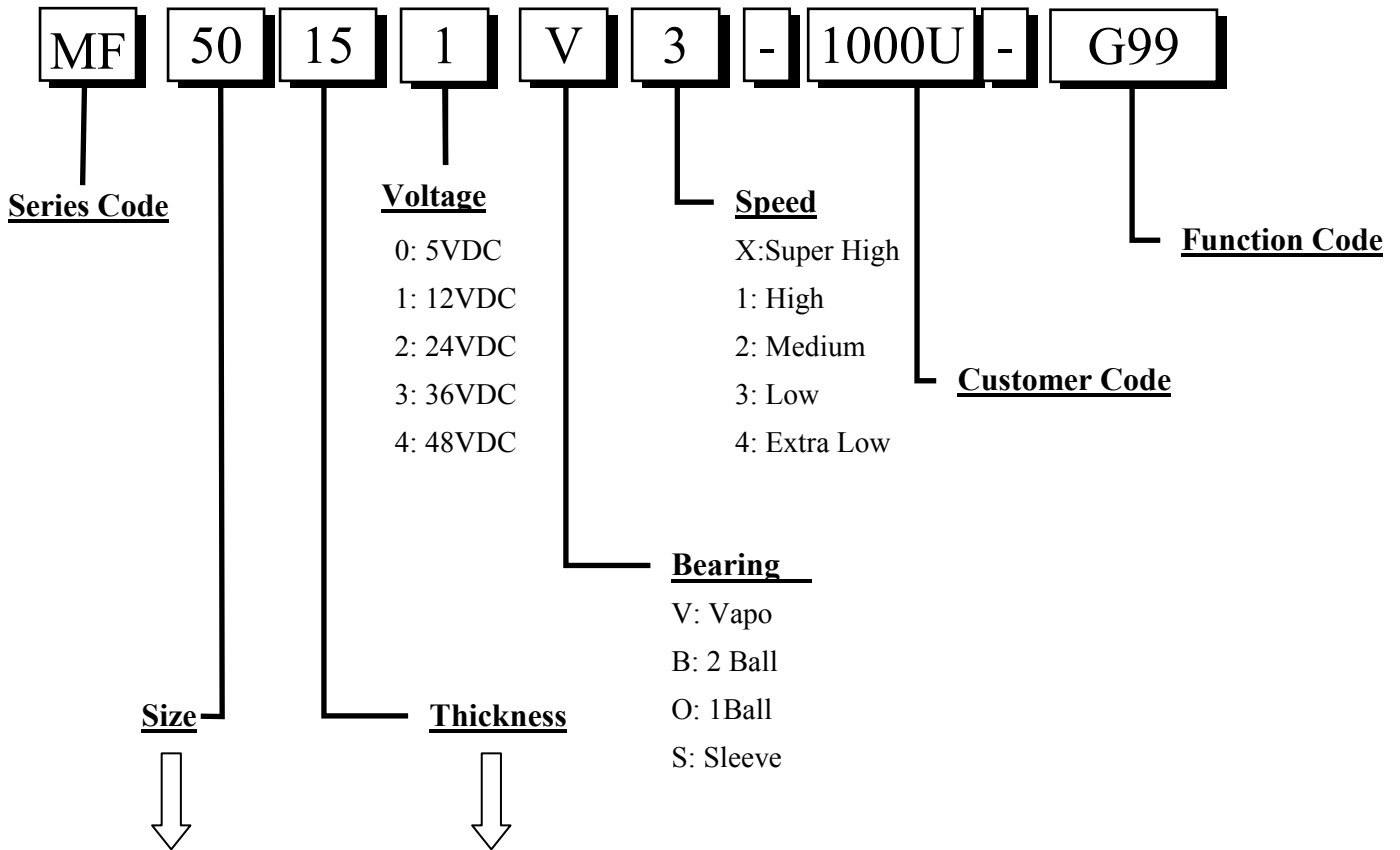 MF 50 15 1 V 3 - 1000U - G99
Series Code
Voltage
0: 5VDC
1: 12VDC
2: 24VDC
3: 36VDC
4: 48VDC
Speed
X:Super High
1: High
2: Medium
3: Low
4: Extra Low
Function Code
Customer Code
Bearing
V: Vapo
B: 2 Ball
O: 1Ball
S: Sleeve
Size
Thickness